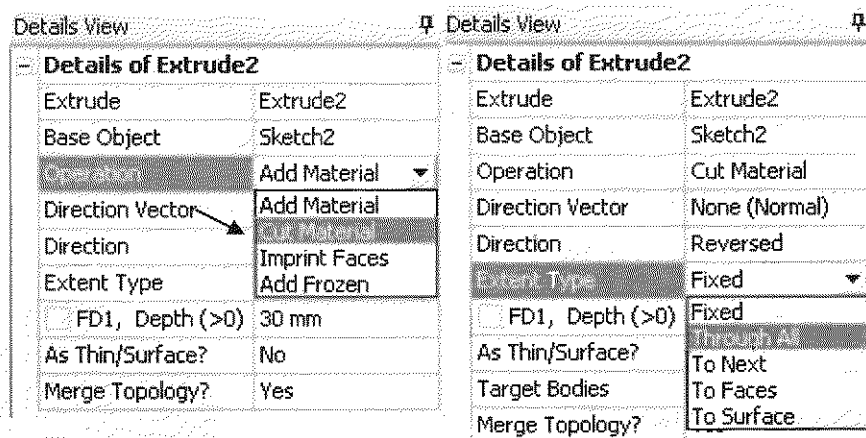 Details View
Details of Extrude2
Extrude Extrude2
Base Object Sketch2
Operation Add Material
Direction Vector Add Material
Cut Material
Direction
Imprint Faces
Extent Type Add Frozen
FD1, Depth (>0) 30 mm
As Thin/Surface? No
Merge Topology? Yes
Details View
Details of Extrude2
Extrude Extrude2
Base Object Sketch2
Operation Cut Material
Direction Vector None (Normal)
Direction Reversed
Extent Type Fixed
FD1, Depth (>0) Fixed
Through All
As Thin/Surface?
To Next
Target Bodies To Faces
Merge Topology? To Surface